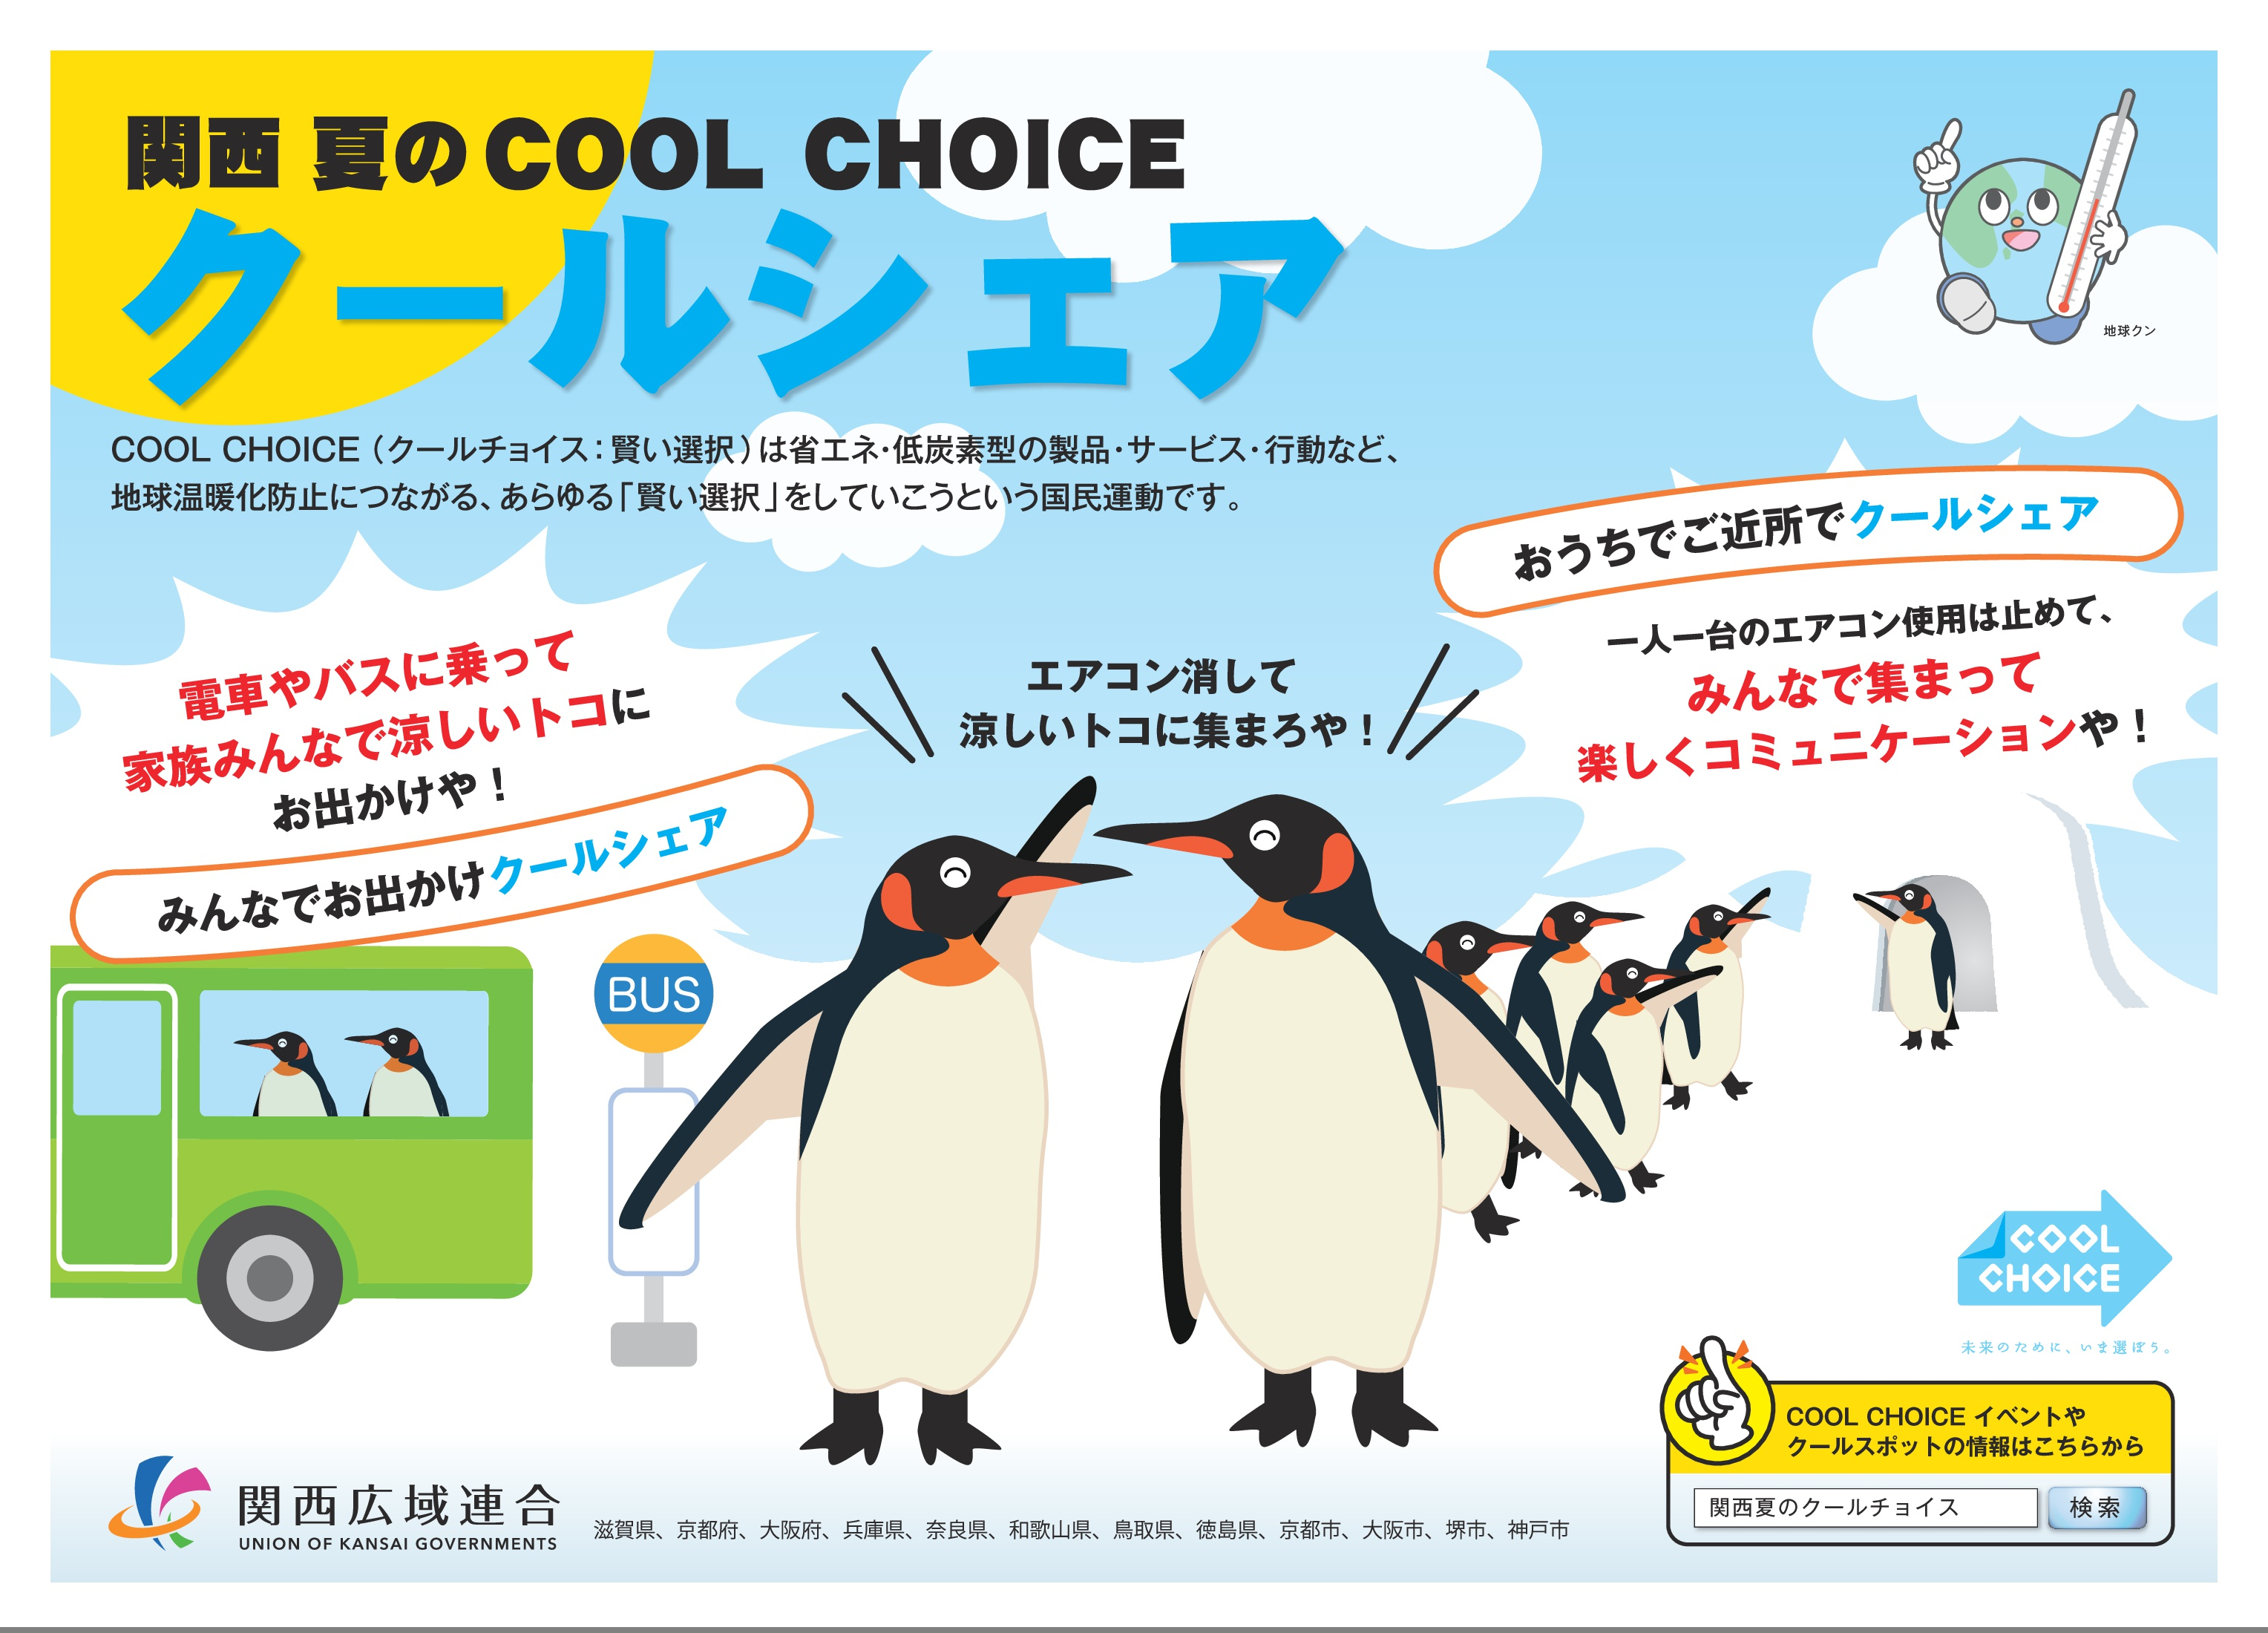 関西 夏のCOOL CHOICE
クールシェア
地球クン
COOL CHOICE（クールチョイス：賢い選択）は省エネ・低炭素型の製品・サービス・行動など、
地球温暖化防止につながる、あらゆる「賢い選択」をしていこうという国民運動です。
電車やバスに乗って
家族みんなで涼しいトコに
お出かけや！
みんなでお出かけクールシェア
エアコン消して
涼しいトコに集まろや！
おうちでご近所でクールシェア
一人一台のエアコン使用は止めて、
みんなで集まって
楽しくコミュニケーションや！
BUS
COOL
CHOICE
未来のために、いま選ぼう。
COOL CHOICE イベントや
クールスポットの情報はこちらから
関西夏のクールチョイス
検索
関西広域連合
UNION OF KANSAI GOVERNMENTS
滋賀県、京都府、大阪府、兵庫県、奈良県、和歌山県、鳥取県、徳島県、京都市、大阪市、堺市、神戸市